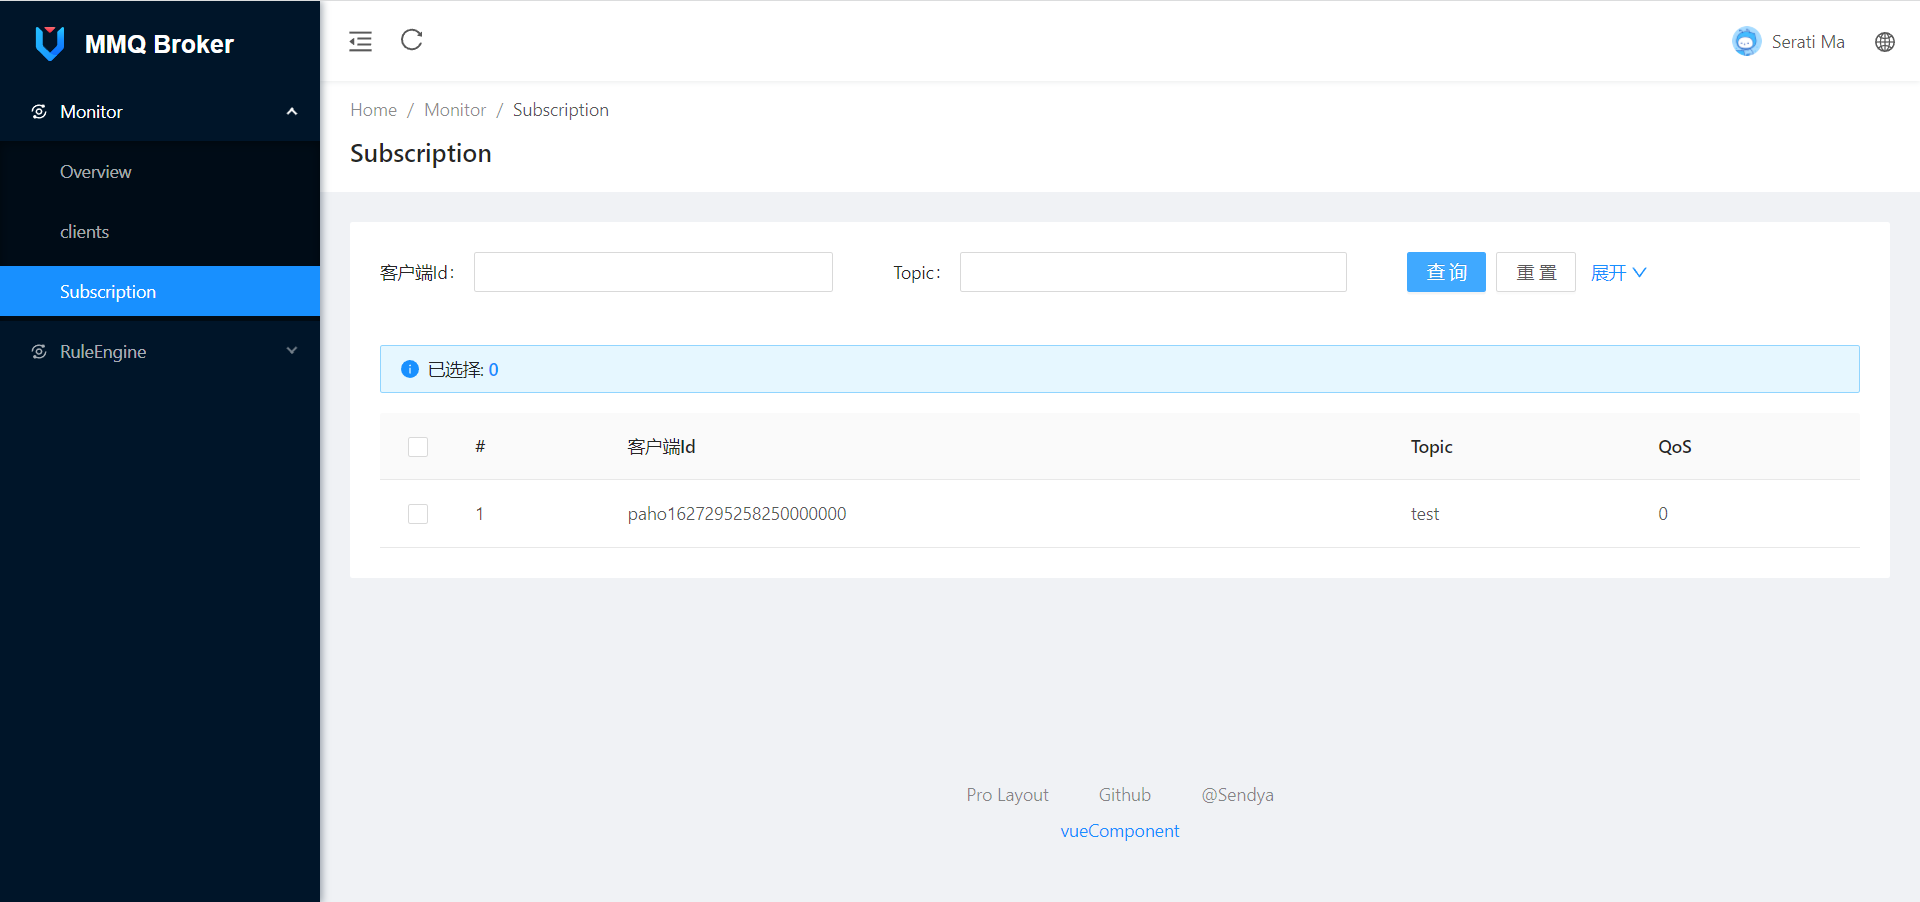 MMQ Broker
Serati Ma
Monitor
Overview
clients
Subscription
RuleEngine
Home / Monitor / Subscription
Subscription
客户端Id: Topic: 查 询 重 置 展开
已选择: 0
# 客户端Id Topic QoS
1 paho1627295258250000000 test 0
Pro Layout Github @Sendya
vueComponent